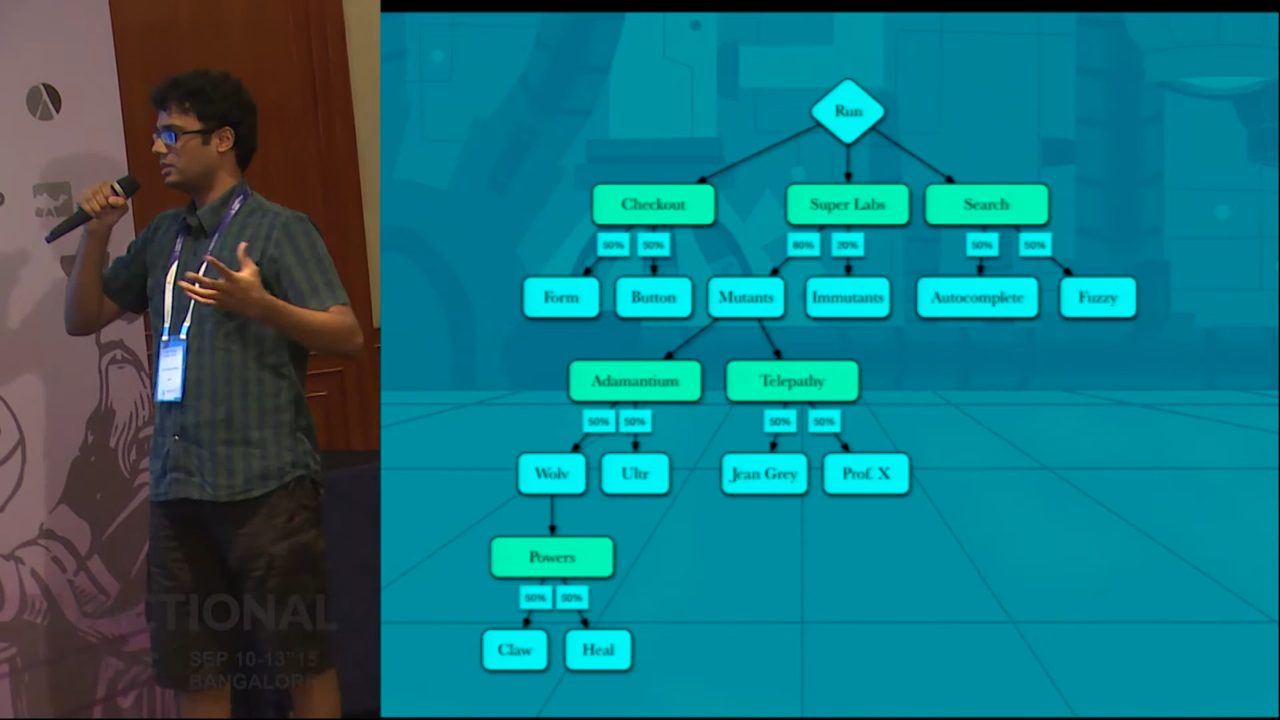 Run
Checkout
Super Labs
Search
50%
50%
80%
20%
50%
50%
Form
Button
Mutants
Immutants
Autocomplete
Fuzzy
Adamantium
Telepathy
50%
50%
50%
50%
Wolv
Ultr
Jean Grey
Prof. X
Powers
50%
50%
Claw
Heal
TIONAL
SEP 10-13"15
BANGALORE